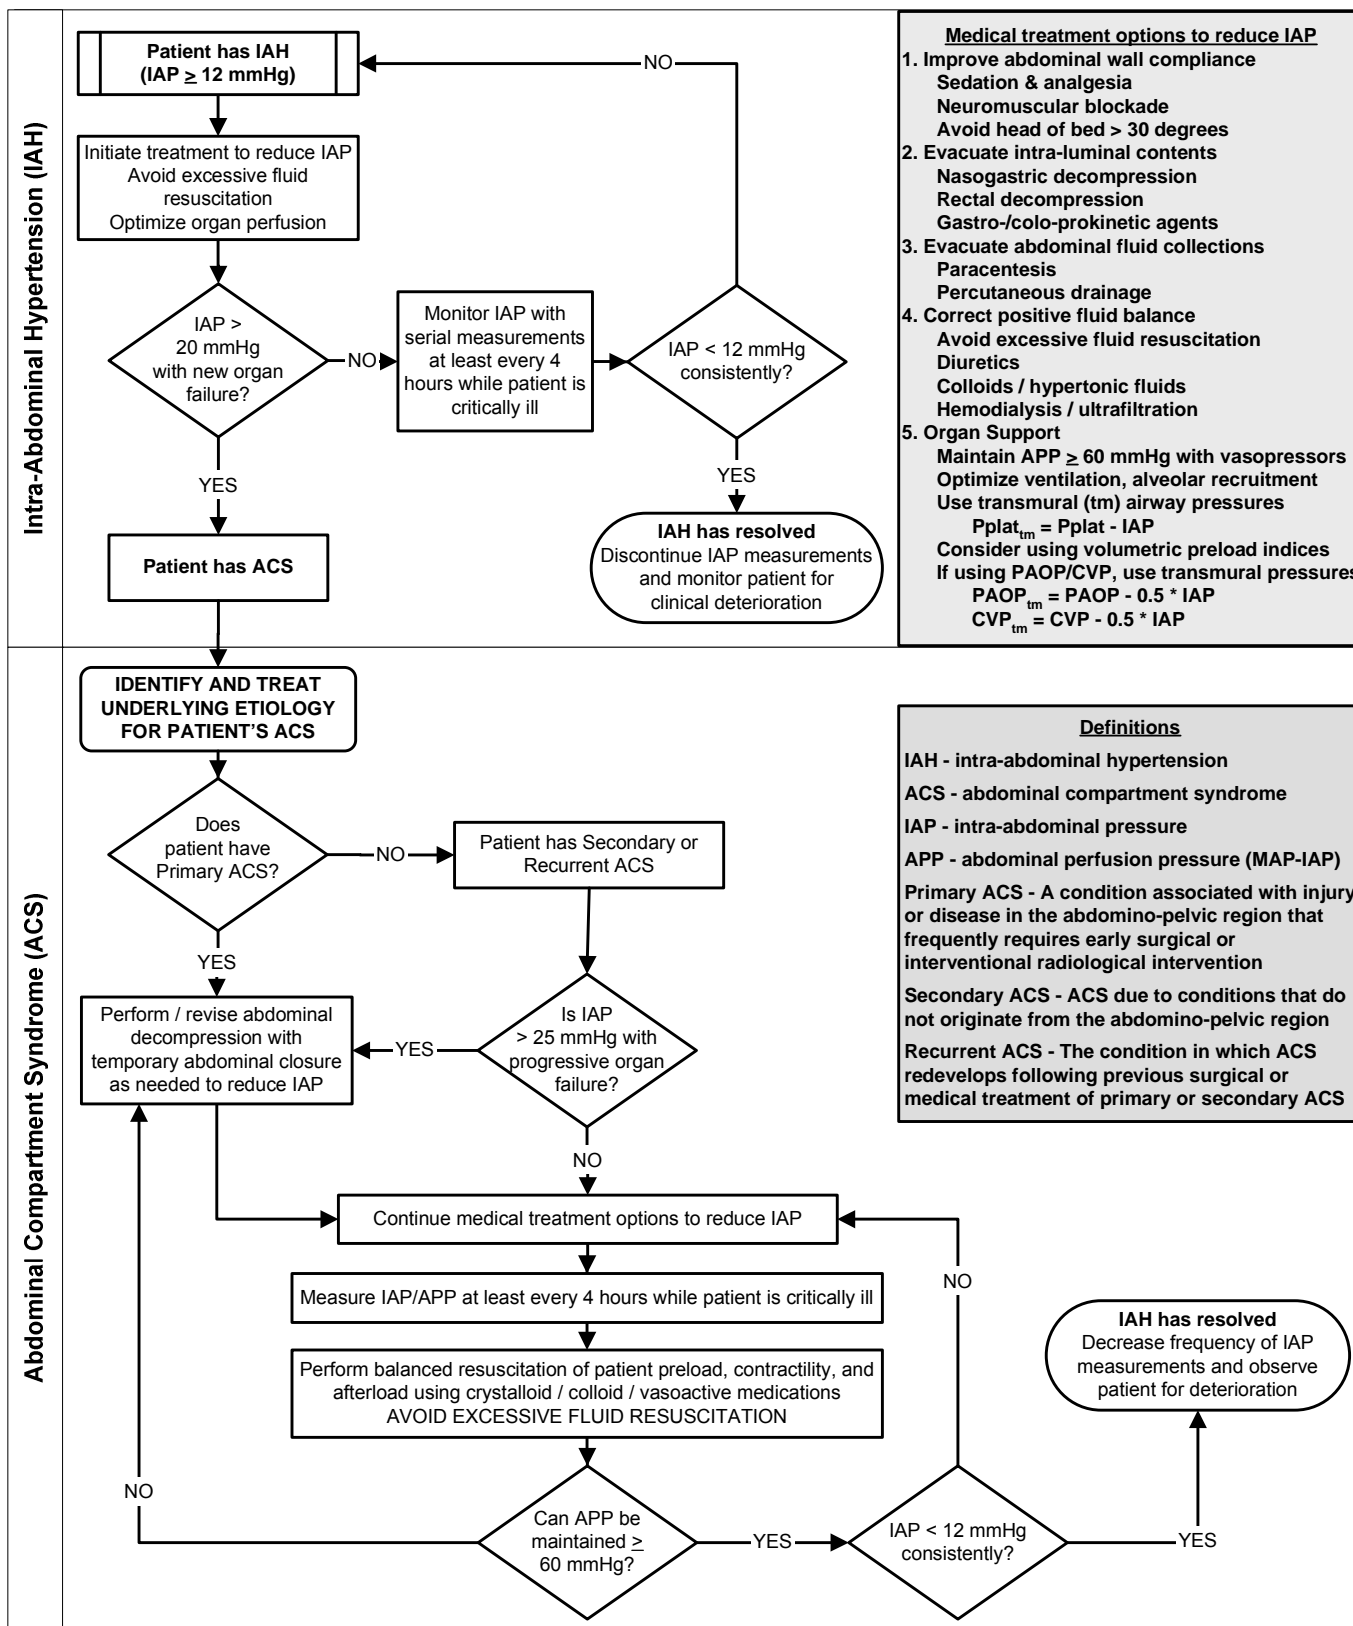 Intra-Abdominal Hypertension (IAH)
Patient has IAH
(IAP ≥ 12 mmHg)
NO
Initiate treatment to reduce IAP
Avoid excessive fluid
resuscitation
Optimize organ perfusion
IAP >
20 mmHg
with new organ
failure?
NO
Monitor IAP with
serial measurements
at least every 4
hours while patient is
critically ill
IAP < 12 mmHg
consistently?
YES
YES
Patient has ACS
IAH has resolved
Discontinue IAP measurements
and monitor patient for
clinical deterioration
Medical treatment options to reduce IAP
1. Improve abdominal wall compliance
Sedation & analgesia
Neuromuscular blockade
Avoid head of bed > 30 degrees
2. Evacuate intra-luminal contents
Nasogastric decompression
Rectal decompression
Gastro-/colo-prokinetic agents
3. Evacuate abdominal fluid collections
Paracentesis
Percutaneous drainage
4. Correct positive fluid balance
Avoid excessive fluid resuscitation
Diuretics
Colloids / hypertonic fluids
Hemodialysis / ultrafiltration
5. Organ Support
Maintain APP ≥ 60 mmHg with vasopressors
Optimize ventilation, alveolar recruitment
Use transmural (tm) airway pressures
Pplat tm = Pplat - IAP
Consider using volumetric preload indices
If using PAOP/CVP, use transmural pressures
PAOP tm = PAOP - 0.5 * IAP
CVP tm = CVP - 0.5 * IAP
Abdominal Compartment Syndrome (ACS)
IDENTIFY AND TREAT
UNDERLYING ETIOLOGY
FOR PATIENT'S ACS
Does
patient have
Primary ACS?
NO
Patient has Secondary or
Recurrent ACS
YES
Perform / revise abdominal
decompression with
temporary abdominal closure
as needed to reduce IAP
YES
Is IAP
> 25 mmHg with
progressive organ
failure?
NO
Continue medical treatment options to reduce IAP
Measure IAP/APP at least every 4 hours while patient is critically ill
Perform balanced resuscitation of patient preload, contractility, and
afterload using crystalloid / colloid / vasoactive medications
AVOID EXCESSIVE FLUID RESUSCITATION
NO
Can APP be
maintained ≥
60 mmHg?
YES
IAP < 12 mmHg
consistently?
NO
YES
IAH has resolved
Decrease frequency of IAP
measurements and observe
patient for deterioration
Definitions
IAH - intra-abdominal hypertension
ACS - abdominal compartment syndrome
IAP - intra-abdominal pressure
APP - abdominal perfusion pressure (MAP-IAP)
Primary ACS - A condition associated with injury
or disease in the abdomino-pelvic region that
frequently requires early surgical or
interventional radiological intervention
Secondary ACS - ACS due to conditions that do
not originate from the abdomino-pelvic region
Recurrent ACS - The condition in which ACS
redevelops following previous surgical or
medical treatment of primary or secondary ACS